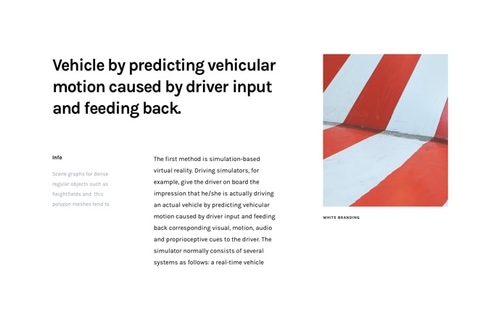 Vehicle by predicting vehicular
motion caused by driver input
and feeding back.
Info
Scene graphs for dense
regular objects such as
heightfields and this
polygon meshes tend to
The first method is simulation-based
virtual reality. Driving simulators, for
example, give the driver on board the
impression that he/she is actually driving
an actual vehicle by predicting vehicular
motion caused by driver input and feeding
back corresponding visual, motion, audio
and proprioceptive cues to the driver. The
simulator normally consists of several
systems as follows: a real-time vehicle
WHITE BRANDING